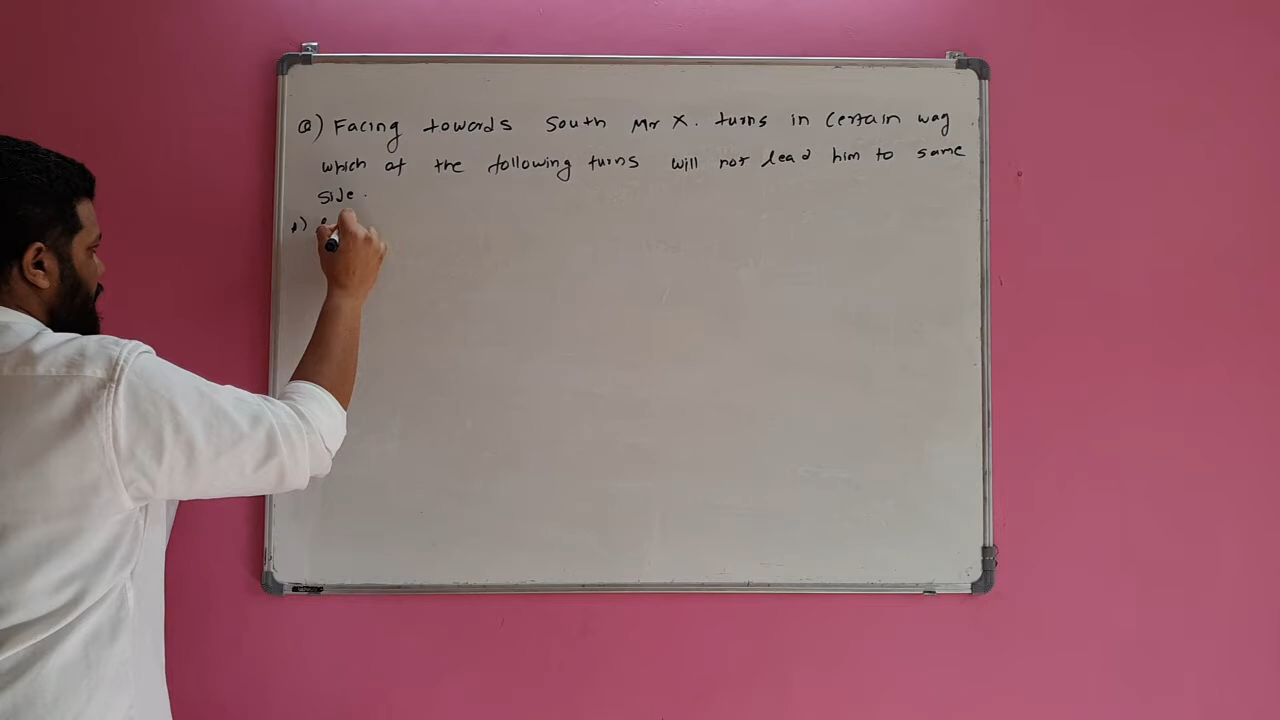 Q) Facing towards South Mr X. turns in certain way.
which of the following turns will not lead him to same
side.
1)